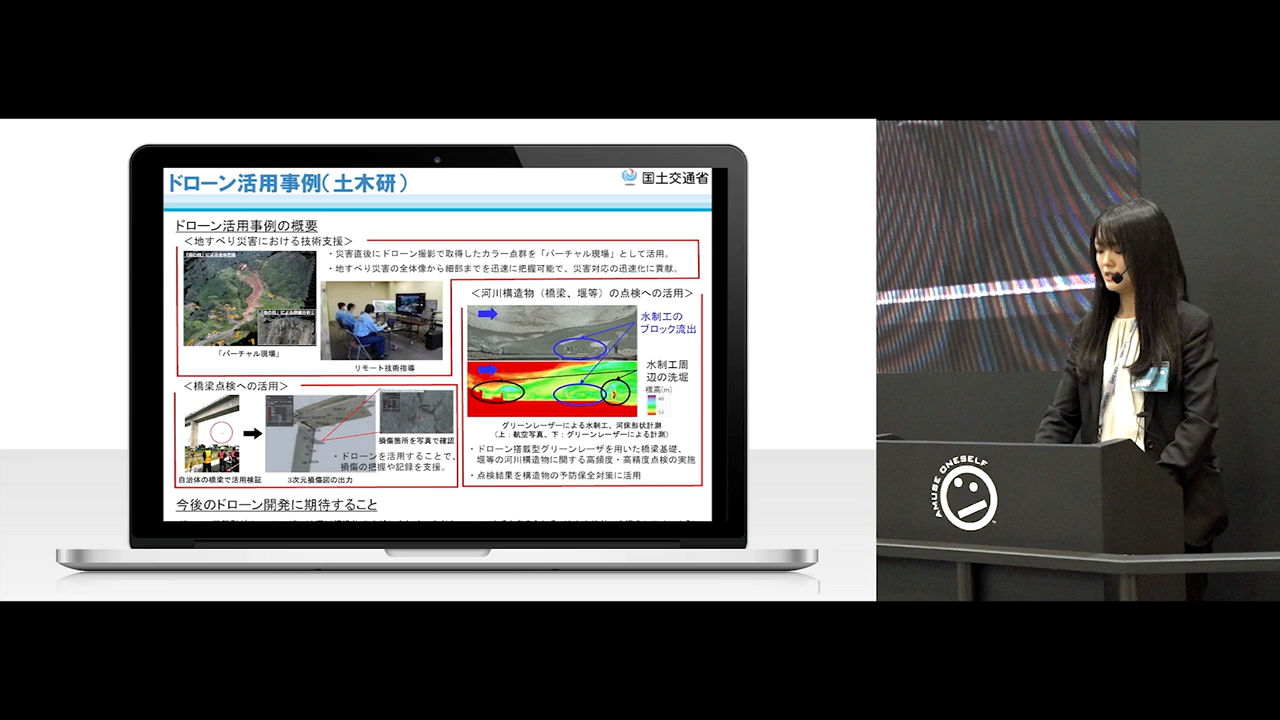 ドローン活用事例(土木研)
国土交通省
ドローン活用事例の概要
＜地すべり災害における技術支援＞
・災害直後にドローン撮影で取得したカラー点群を「バーチャル現場」として活用。
・地すべり災害の全体像から細部までを迅速に把握可能で、災害対応の迅速化に貢献。
「バーチャル現場」
リモート技術指導
＜河川構造物（橋梁、堰等）の点検への活用＞
水制工の
ブロック流出
水制工周
辺の洗堀
標高(m)
グリーンレーザーによる水制工、河床形状計測
（上：航空写真、下：グリーンレーザーによる計測）
・ドローン搭載型グリーンレーザを用いた橋梁基礎、
堰等の河川構造物に関する高頻度・高精度点検の実施
・点検結果を構造物の予防保全対策に活用
＜橋梁点検への活用＞
損傷箇所を写真で確認
・ドローンを活用することで、
損傷の把握や記録を支援。
自治体の橋梁で活用検証
3次元損傷図の出力
今後のドローン開発に期待すること
AMUSE ONESELF